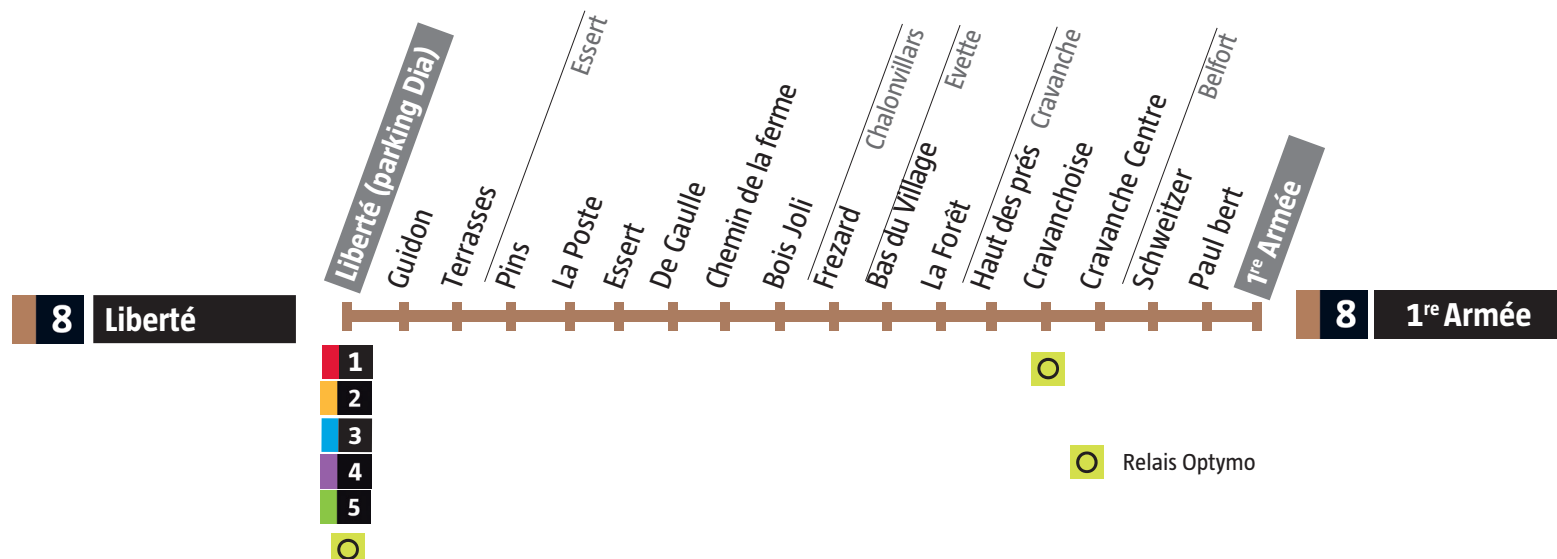 8 Liberté
Liberté (parking Dia)
Guidon
Terrasses
Essert
Pins
La Poste
Essert
De Gaulle
Chemin de la ferme
Bois Joli
Chalonvillars
Frezard
Evette
Bas du Village
La Forêt
Cravanche
Haut des prés
Cravanchoise
Cravanche Centre
Belfort
Schweitzer
Paul bert
1re Armée
8 1re Armée
1
2
3
4
5
Relais Optymo